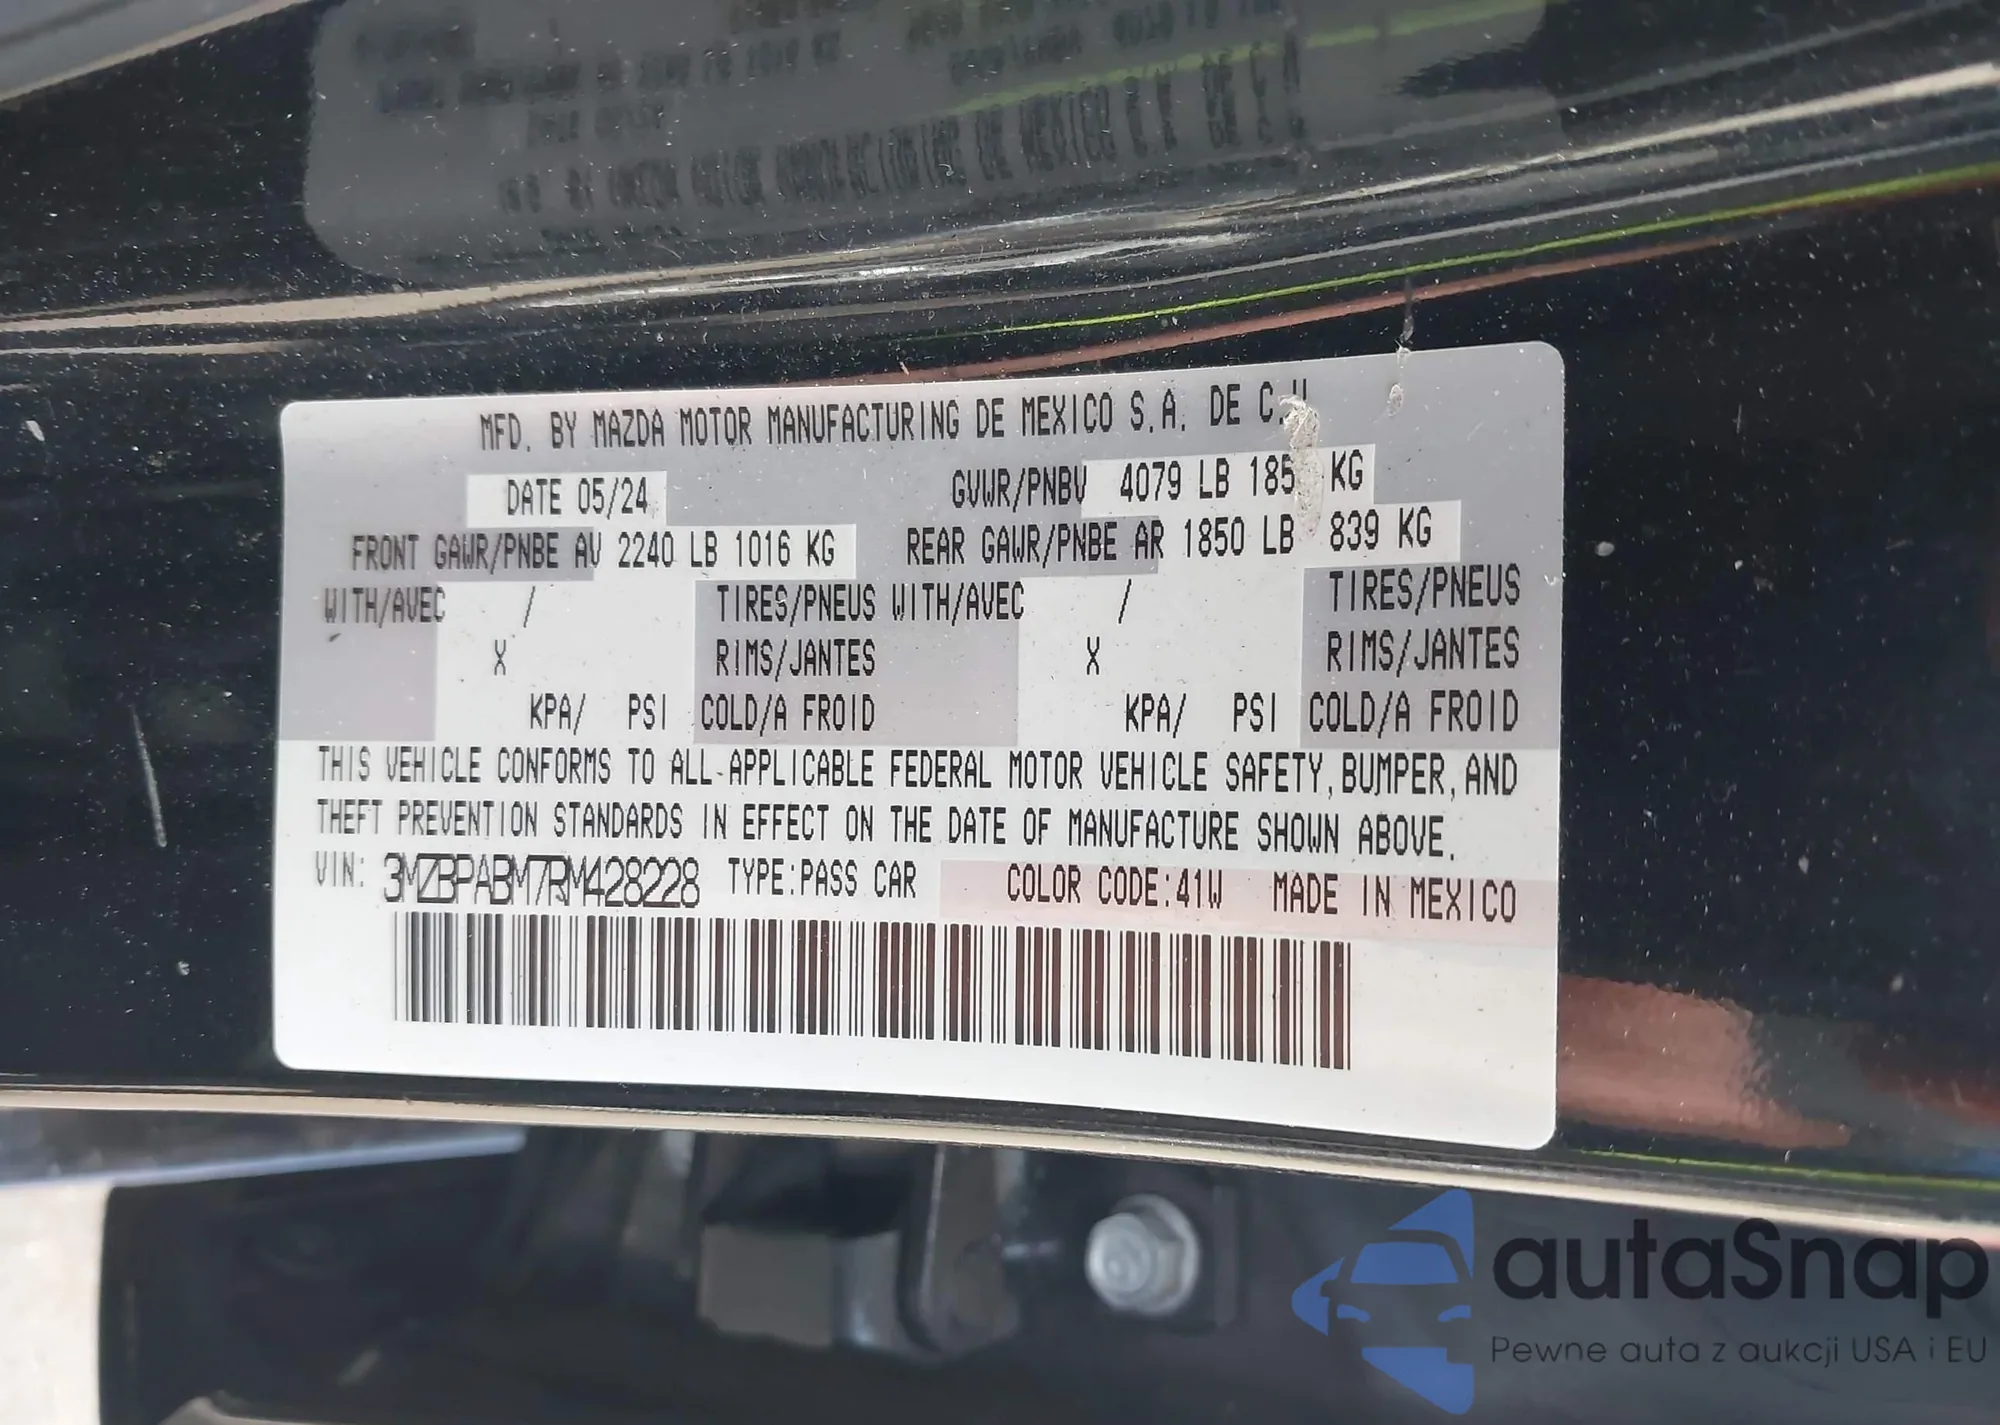 MFD. BY MAZDA MOTOR MANUFACTURING DE MEXICO S.A. DE
DATE 05/24 GVWR/PNBV 4079 LB KG
FRONT GAWR/PNBE AV 2240 LB 1016 KG REAR GAWR/PNBE AR 1850 LB 839 KG
WITH/AVEC / TIRES/PNEUS WITH/AVEC / TIRES/PNEUS
X RIMS/JANTES X RIMS/JANTES
KPA/ PSI COLD/A FROID KPA/ PSI COLD/A FROID
THIS VEHICLE CONFORMS TO ALL APPLICABLE FEDERAL MOTOR VEHICLE SAFETY, BUMPER, AND
THEFT PREVENTION STANDARDS IN EFFECT ON THE DATE OF MANUFACTURE SHOWN ABOVE.
VIN: 3MZBPABM7RM428228 TYPE:PASS CAR COLOR CODE:41W MADE IN MEXICO
autoSnap
Pewne auta z aukcji USA i EU